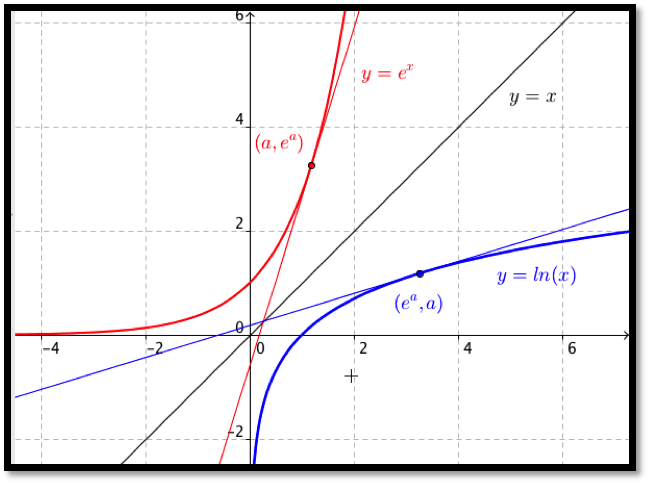 6
y = e^x
y = x
4
(a, e^a)
2
y = ln(x)
(e^a, a)
0
-4 -2 0 2 4 6
-2